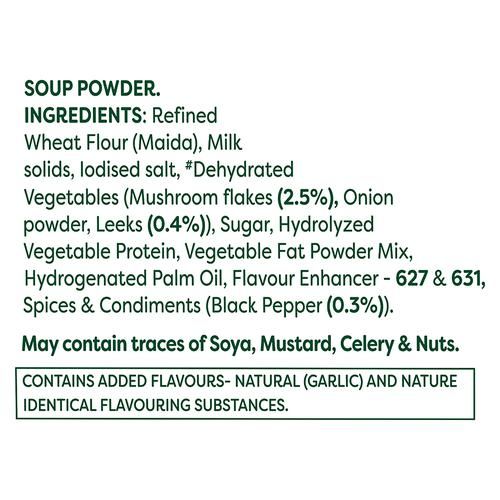 SOUP POWDER.
INGREDIENTS: Refined
Wheat Flour (Maida), Milk
solids, Iodised salt, #Dehydrated
Vegetables (Mushroom flakes (2.5%), Onion
powder, Leeks (0.4%)), Sugar, Hydrolyzed
Vegetable Protein, Vegetable Fat Powder Mix,
Hydrogenated Palm Oil, Flavour Enhancer - 627 & 631,
Spices & Condiments (Black Pepper (0.3%)).
May contain traces of Soya, Mustard, Celery & Nuts.
CONTAINS ADDED FLAVOURS- NATURAL (GARLIC) AND NATURE
IDENTICAL FLAVOURING SUBSTANCES.